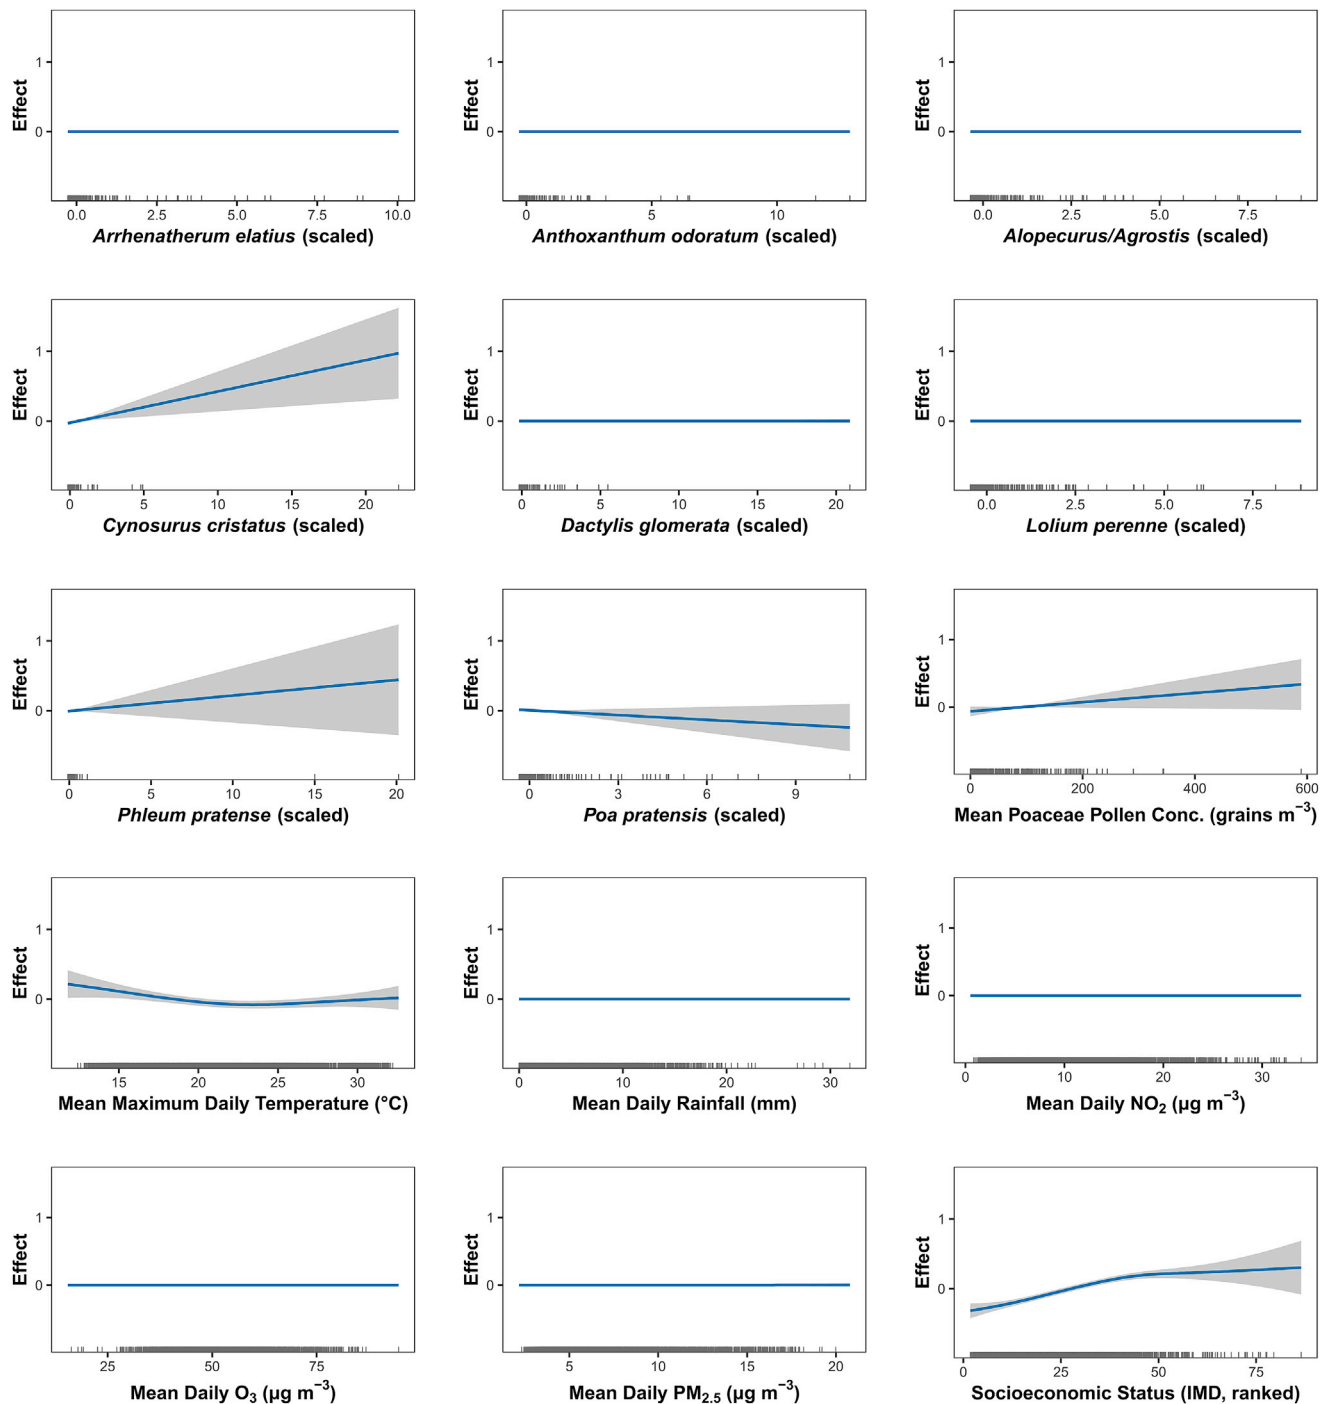 Effect
1
0
0.0 2.5 5.0 7.5 10.0
Arrhenatherum elatius (scaled)
Effect
1
0
0 5 10
Anthoxanthum odoratum (scaled)
Effect
1
0
0.0 2.5 5.0 7.5
Alopecurus/Agrostis (scaled)
Effect
1
0
0 5 10 15 20
Cynosurus cristatus (scaled)
Effect
1
0
0 5 10 15 20
Dactylis glomerata (scaled)
Effect
1
0
0.0 2.5 5.0 7.5
Lolium perenne (scaled)
Effect
1
0
0 5 10 15 20
Phleum pratense (scaled)
Effect
1
0
0 3 6 9
Poa pratensis (scaled)
Effect
1
0
0 200 400 600
Mean Poaceae Pollen Conc. (grains m⁻³)
Effect
1
0
15 20 25 30
Mean Maximum Daily Temperature (°C)
Effect
1
0
0 10 20 30
Mean Daily Rainfall (mm)
Effect
1
0
0 10 20 30
Mean Daily NO₂ (µg m⁻³)
Effect
1
0
25 50 75
Mean Daily O₃ (µg m⁻³)
Effect
1
0
5 10 15 20
Mean Daily PM₂.₅ (µg m⁻³)
Effect
1
0
0 25 50 75
Socioeconomic Status (IMD, ranked)